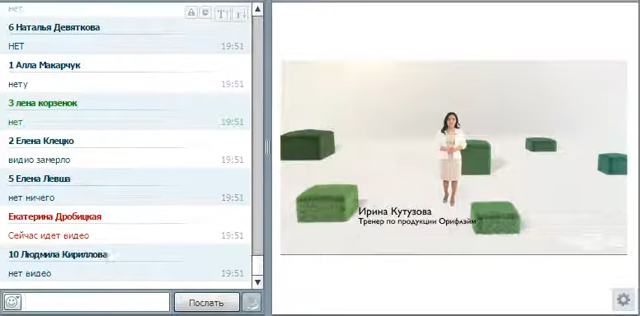 нет.
6 Наталья Девяткова
НЕТ 19:51
1 Алла Макарчук
нету 19:51
3 лена корзенок
нет 19:51
2 Елена Клецко
видио замерло 19:51
5 Елена Левша
нет ничего 19:51
Екатерина Дробицкая
Сейчас идет видео 19:51
10 Людмила Кириллова
нет видео 19:51
Послать
Ирина Кутузова
Тренер по продукции Орифлэйм